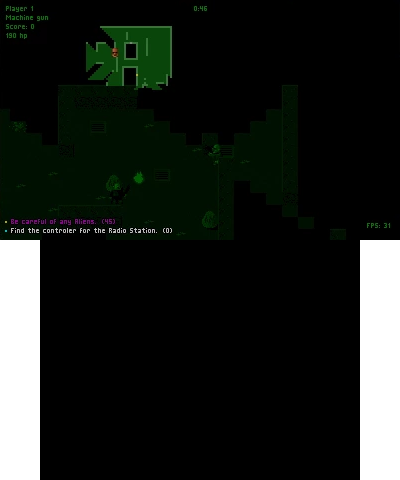 Player 1
0:46
Machine gun
Score: 0
190 hp
Be careful of any Aliens. (45)
Find the controler for the Radio Station. (0)
FPS: 31